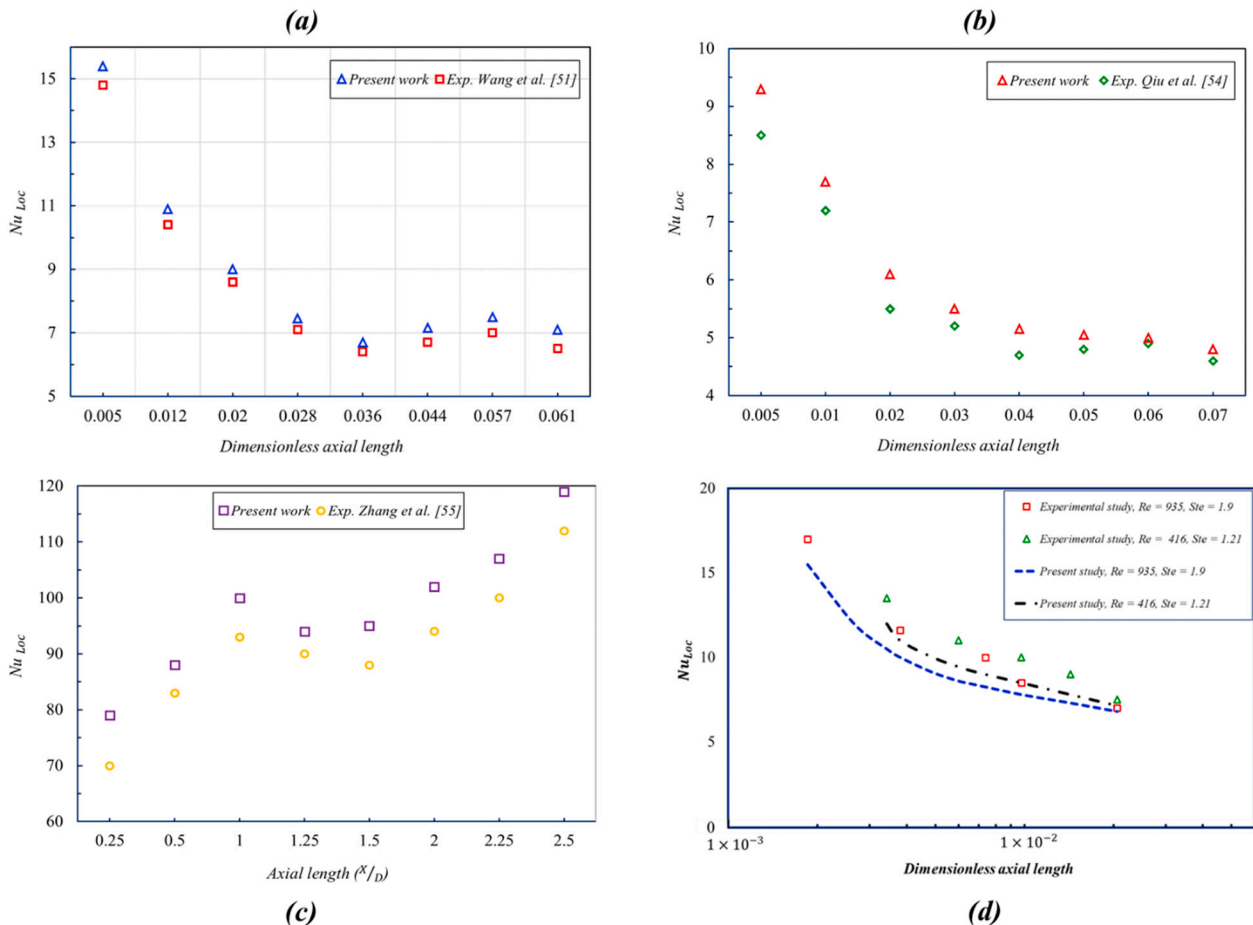 (a)
15
13
11
9
7
5
Nu Loc
Present work
Exp. Wang et al. [51]
0.005 0.012 0.02 0.028 0.036 0.044 0.057 0.061
Dimensionless axial length
(b)
10
9
8
7
6
5
4
Nu Loc
Present work
Exp. Qiu et al. [54]
0.005 0.01 0.02 0.03 0.04 0.05 0.06 0.07
Dimensionless axial length
120
110
100
90
80
70
60
Nu Loc
Present work
Exp. Zhang et al. [55]
0.25 0.5 1 1.25 1.5 2 2.25 2.5
Axial length (X/D)
(c)
20
15
10
5
0
NuLoc
Experimental study, Re = 935, Ste = 1.9
Experimental study, Re = 416, Ste = 1.21
Present study, Re = 935, Ste = 1.9
Present study, Re = 416, Ste = 1.21
1 × 10⁻³ 1 × 10⁻²
Dimensionless axial length
(d)